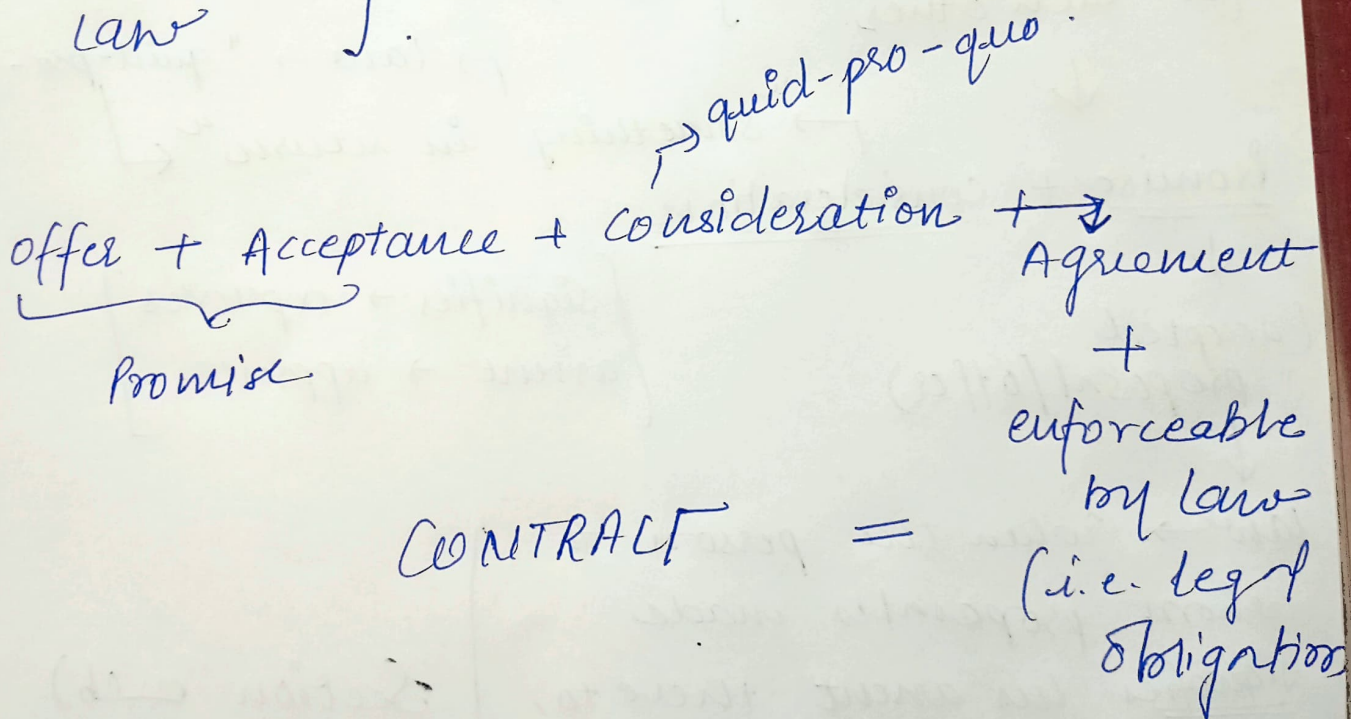 Law ].
→ quid-pro-quo.
Offer + Acceptance + Consideration + →
Agreement
Promise
+
enforceable
by Law
CONTRACT =
(i.e. legal
obligation